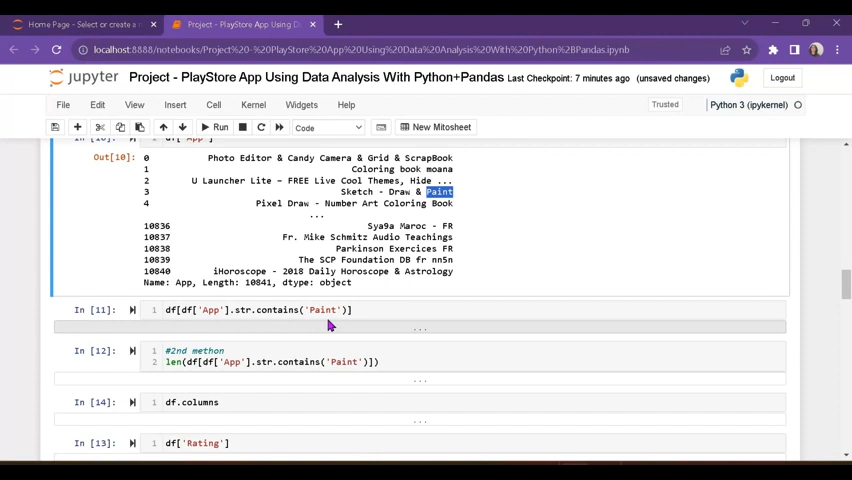 Home Page - Select or create a n
Project - PlayStore App Using D
localhost:8888/notebooks/Project%20-%20PlayStore%20App%20Using%20Data%20Analysis%20With%20Python%2BPandas.ipynb
jupyter Project - PlayStore App Using Data Analysis With Python+Pandas Last Checkpoint: 7 minutes ago (unsaved changes) Logout
File Edit View Insert Cell Kernel Widgets Help Trusted Python 3 (ipykernel)
Run Code New Mitosheet
In [10]: df['App']
Out[10]: 0 Photo Editor & Candy Camera & Grid & ScrapBook
1 Coloring book moana
2 U Launcher Lite – FREE Live Cool Themes, Hide ...
3 Sketch - Draw & Paint
4 Pixel Draw - Number Art Coloring Book
...
10836 Sya9a Maroc - FR
10837 Fr. Mike Schmitz Audio Teachings
10838 Parkinson Exercices FR
10839 The SCP Foundation DB fr nn5n
10840 iHoroscope - 2018 Daily Horoscope & Astrology
Name: App, Length: 10841, dtype: object
In [11]: 1 df[df['App'].str.contains('Paint')]
...
In [12]: 1 #2nd methon
2 len(df[df['App'].str.contains('Paint')])
...
In [14]: 1 df.columns
...
In [13]: 1 df['Rating']